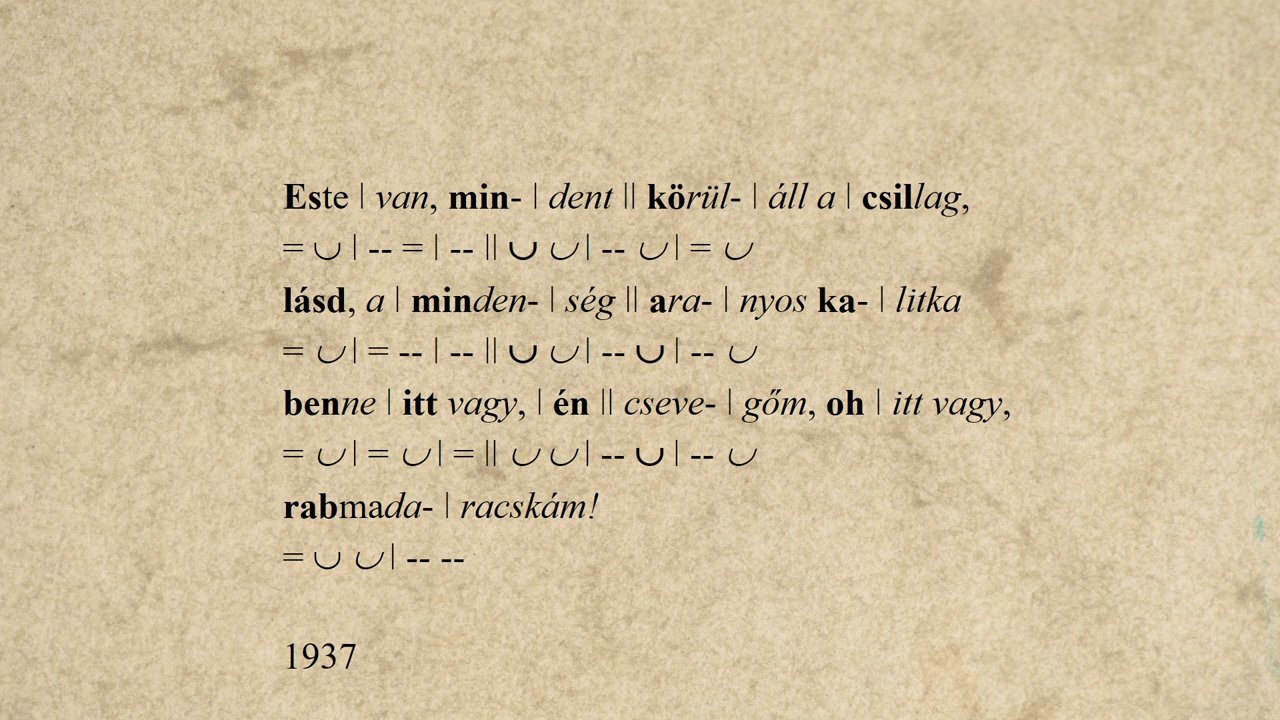 Este | van, min- | dent || körül- | áll a | csillag,
= ∪ | -- = | -- || ∪ ∪ | -- ∪ | = ∪
lásd, a | minden- | ség || ara- | nyos ka- | litka
= ∪ | = -- | -- || ∪ ∪ | -- ∪ | -- ∪
benne | itt vagy, | én || cseve- | gőm, oh | itt vagy,
= ∪ | = ∪ | = || ∪ ∪ | -- ∪ | -- ∪
rabmada- | racskám!
= ∪ ∪ | -- --
1937